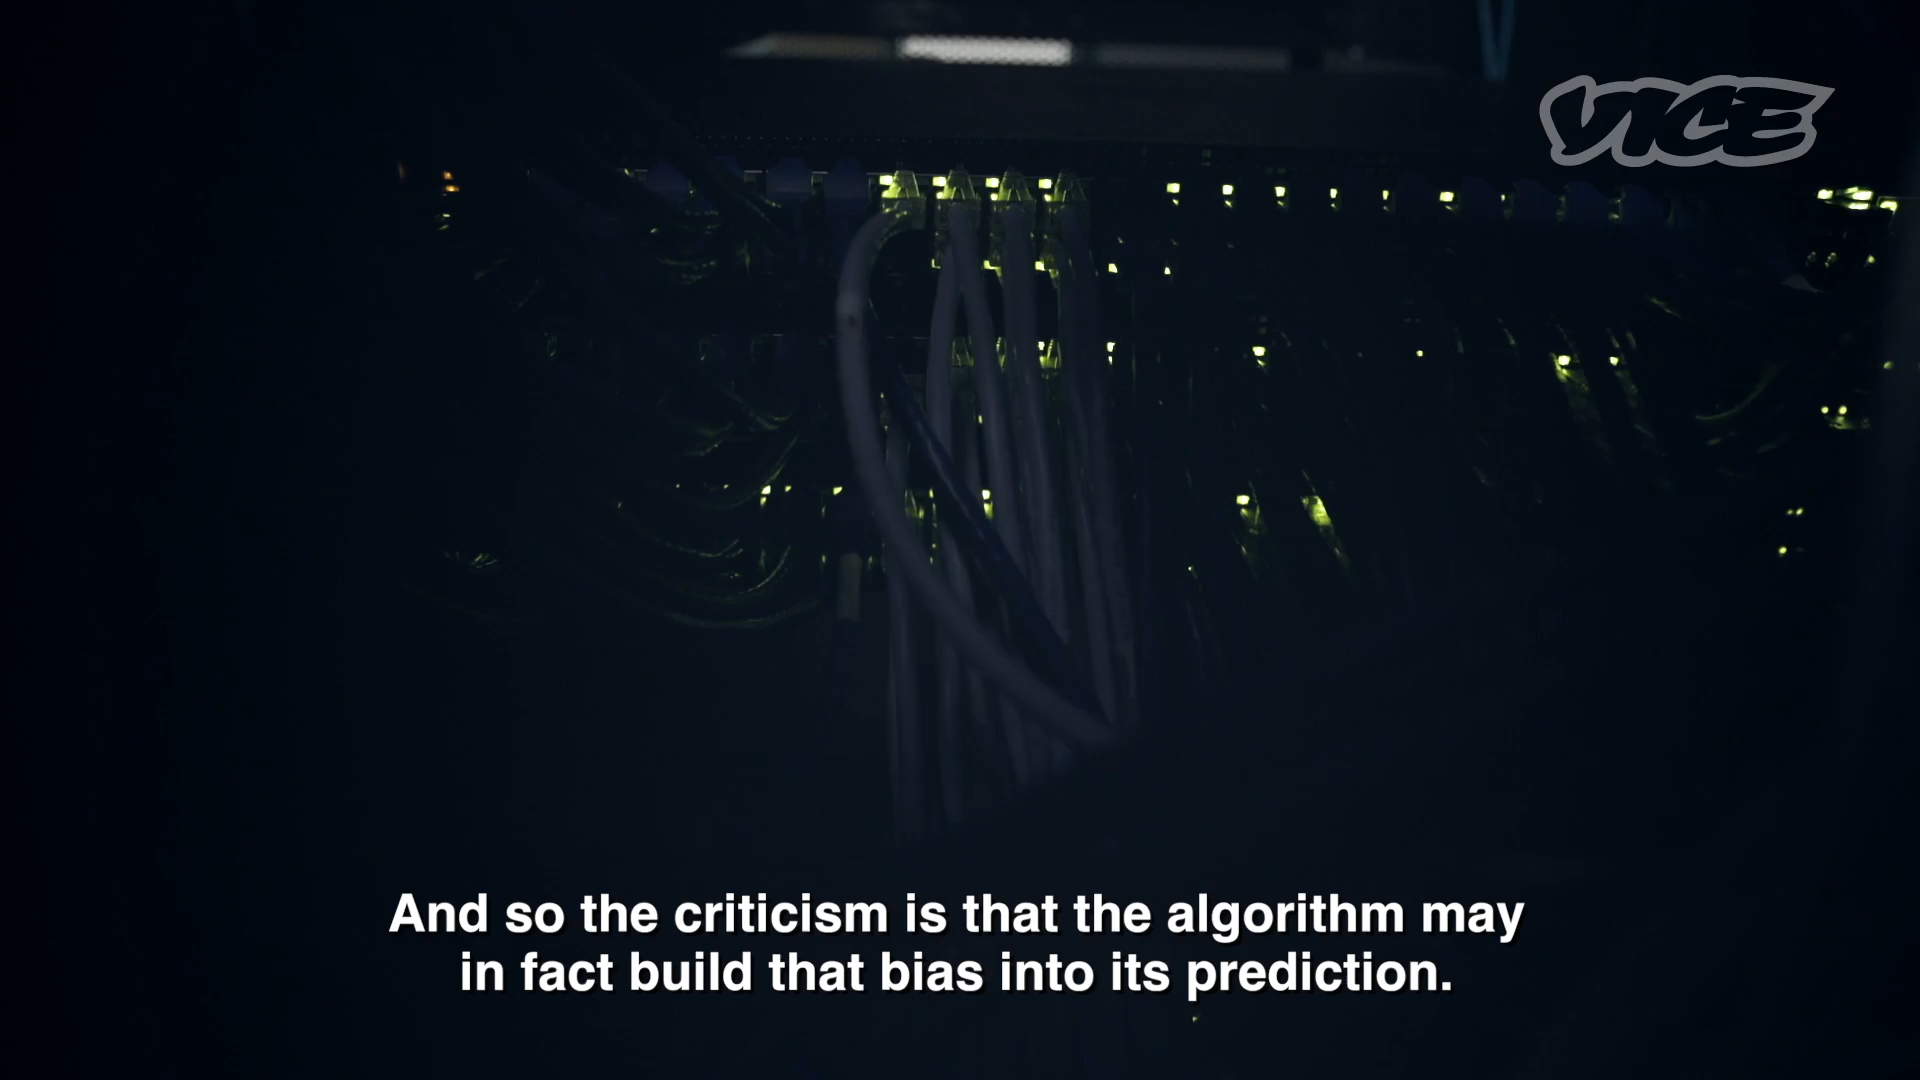 VICE
And so the criticism is that the algorithm may
in fact build that bias into its prediction.